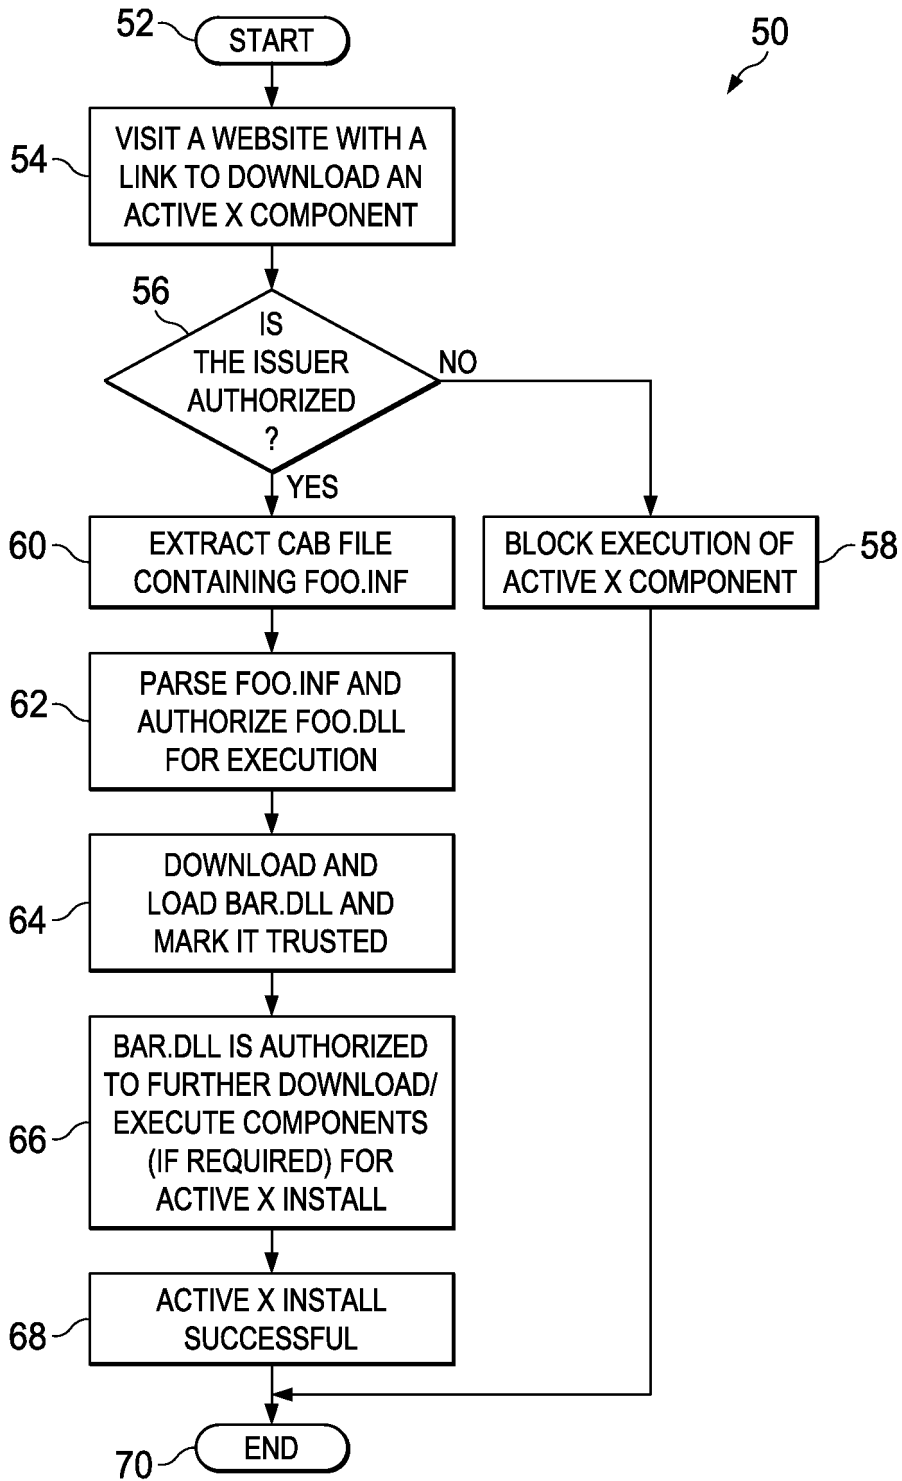 52
START
50
54
VISIT A WEBSITE WITH A
LINK TO DOWNLOAD AN
ACTIVE X COMPONENT
56
IS
THE ISSUER
AUTHORIZED
?
NO
YES
60
EXTRACT CAB FILE
CONTAINING FOO.INF
BLOCK EXECUTION OF
ACTIVE X COMPONENT
58
62
PARSE FOO.INF AND
AUTHORIZE FOO.DLL
FOR EXECUTION
64
DOWNLOAD AND
LOAD BAR.DLL AND
MARK IT TRUSTED
66
BAR.DLL IS AUTHORIZED
TO FURTHER DOWNLOAD/
EXECUTE COMPONENTS
(IF REQUIRED) FOR
ACTIVE X INSTALL
68
ACTIVE X INSTALL
SUCCESSFUL
70
END